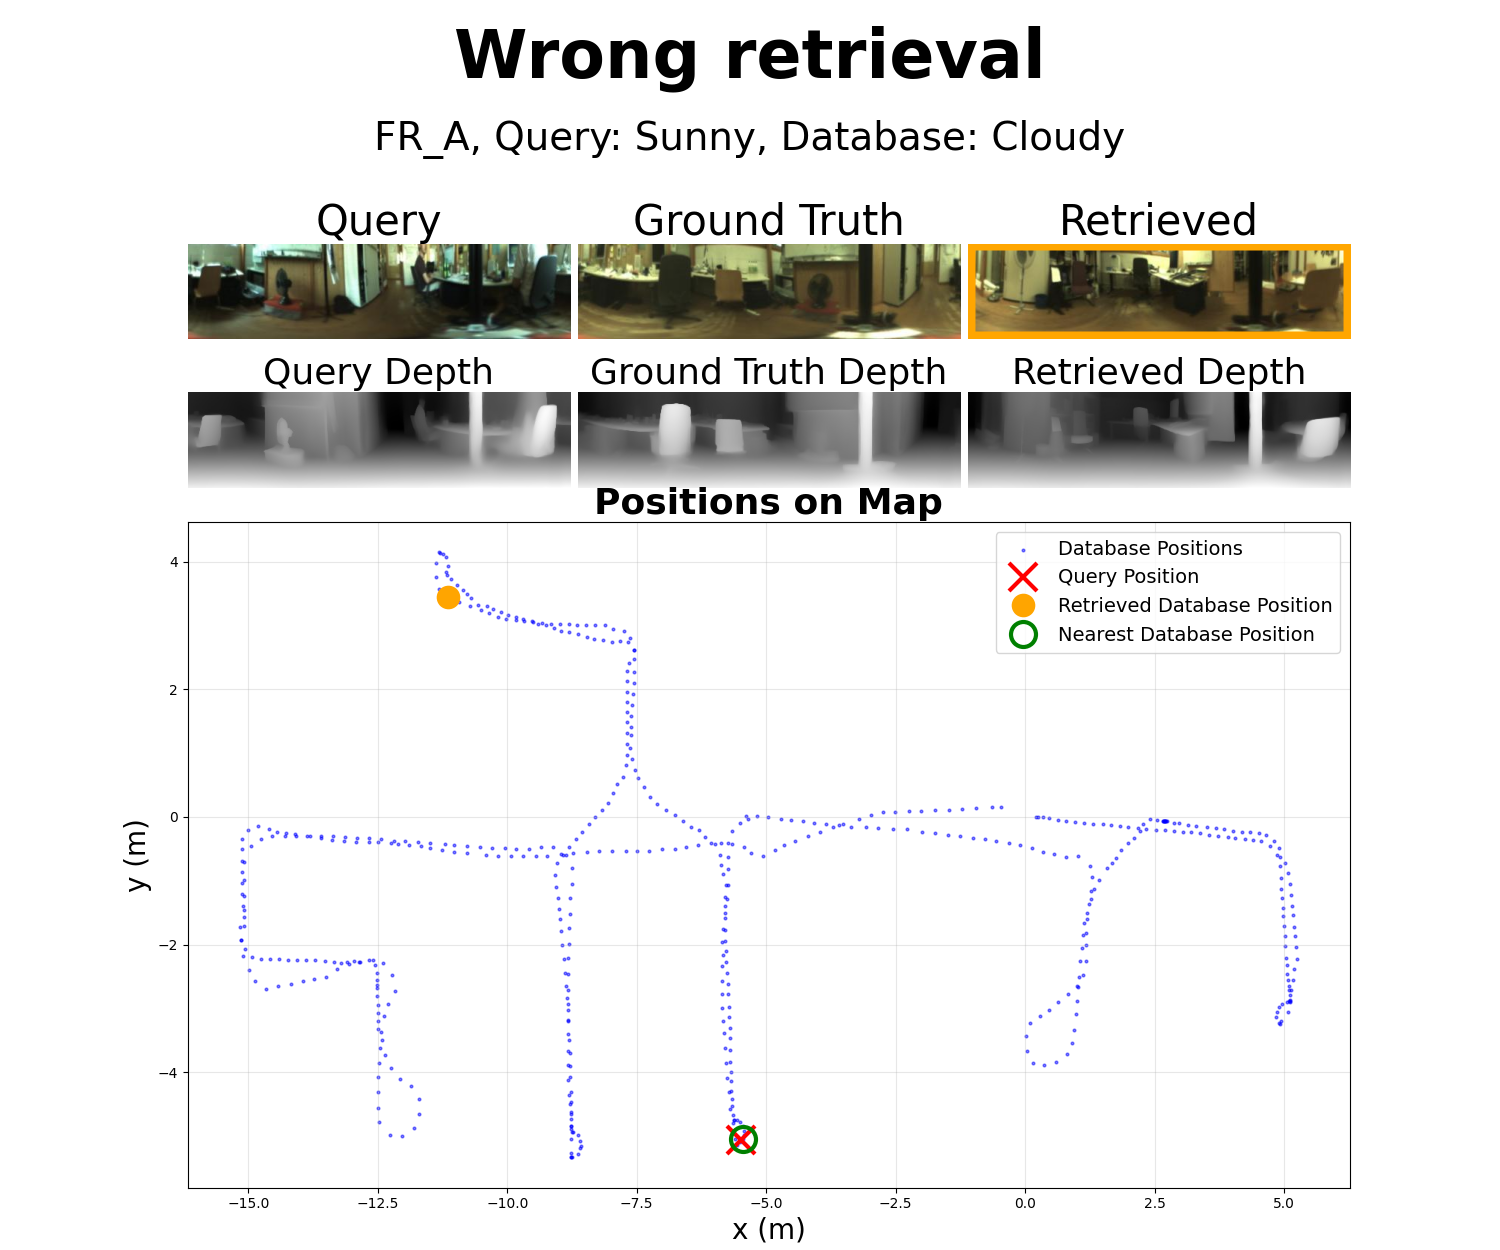 Wrong retrieval
FR_A, Query: Sunny, Database: Cloudy
Query
Ground Truth
Retrieved
Query Depth
Ground Truth Depth
Retrieved Depth
Positions on Map
Database Positions
Query Position
Retrieved Database Position
Nearest Database Position
4
2
0
−2
−4
y (m)
−15.0 −12.5 −10.0 −7.5 −5.0 −2.5 0.0 2.5 5.0
x (m)